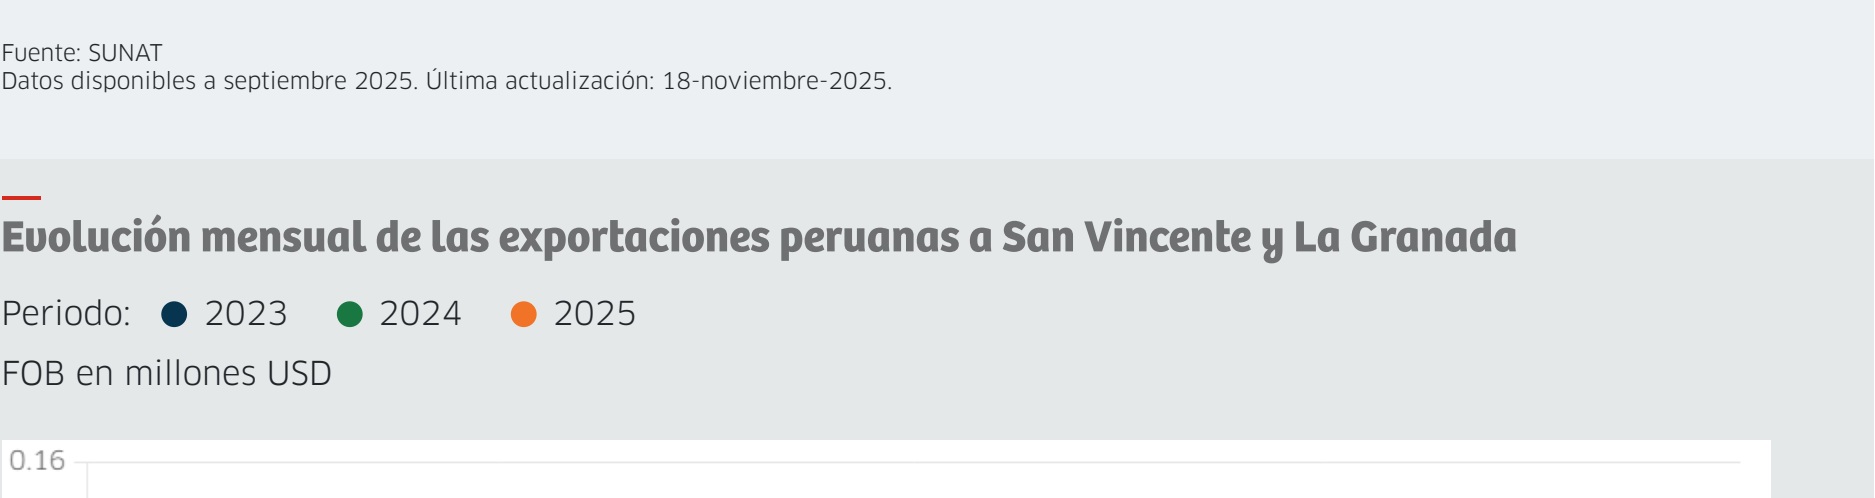 Fuente: SUNAT
Datos disponibles a septiembre 2025. Última actualización: 18-noviembre-2025.
Evolución mensual de las exportaciones peruanas a San Vincente y La Granada
Periodo: 2023 2024 2025
FOB en millones USD
0.16